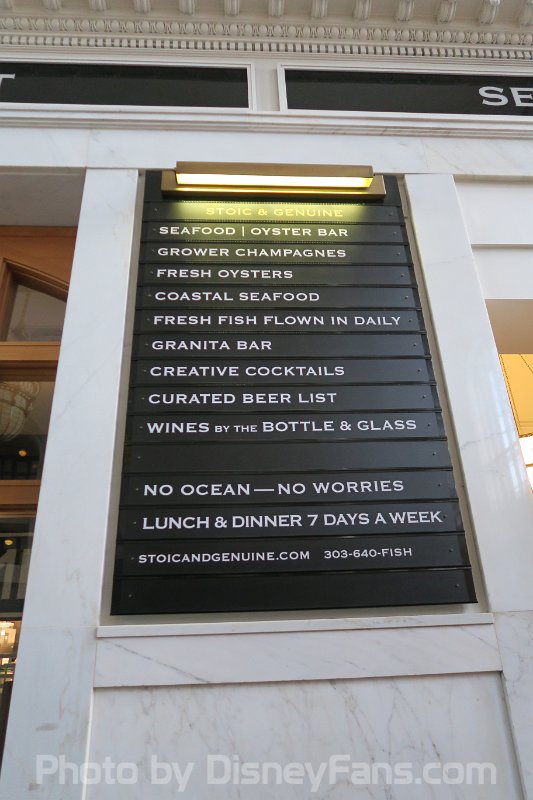 T
SE
STOIC & GENUINE
SEAFOOD | OYSTER BAR
GROWER CHAMPAGNES
FRESH OYSTERS
COASTAL SEAFOOD
FRESH FISH FLOWN IN DAILY
GRANITA BAR
CREATIVE COCKTAILS
CURATED BEER LIST
WINES BY THE BOTTLE & GLASS
NO OCEAN — NO WORRIES
LUNCH & DINNER 7 DAYS A WEEK
STOICANDGENUINE.COM 303-640-FISH
Photo by DisneyFans.com